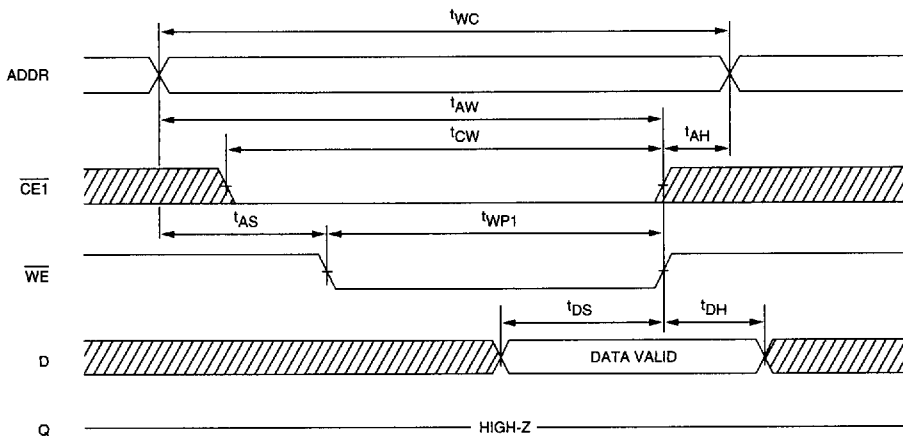 tWC
ADDR
tAW
tCW
tAH
CE1
tAS
tWP1
WE
tDS
tDH
D
DATA VALID
Q
HIGH-Z